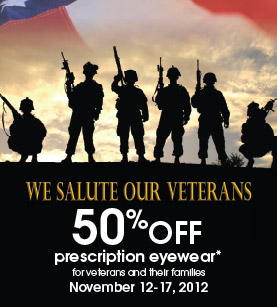 WE SALUTE OUR VETERANS
50% OFF
prescription eyewear*
for veterans and their families
November 12-17, 2012